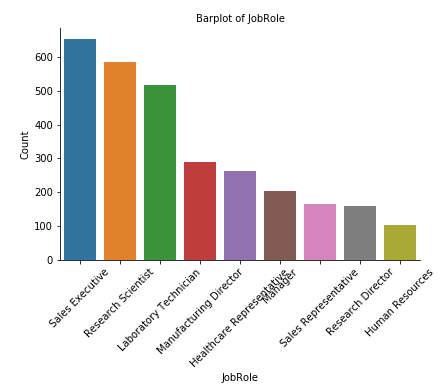 Barplot of JobRole
Count
600
500
400
300
200
100
0
Sales Executive
Research Scientist
Laboratory Technician
Manufacturing Director
Healthcare Representative
Manager
Sales Representative
Research Director
Human Resources
JobRole